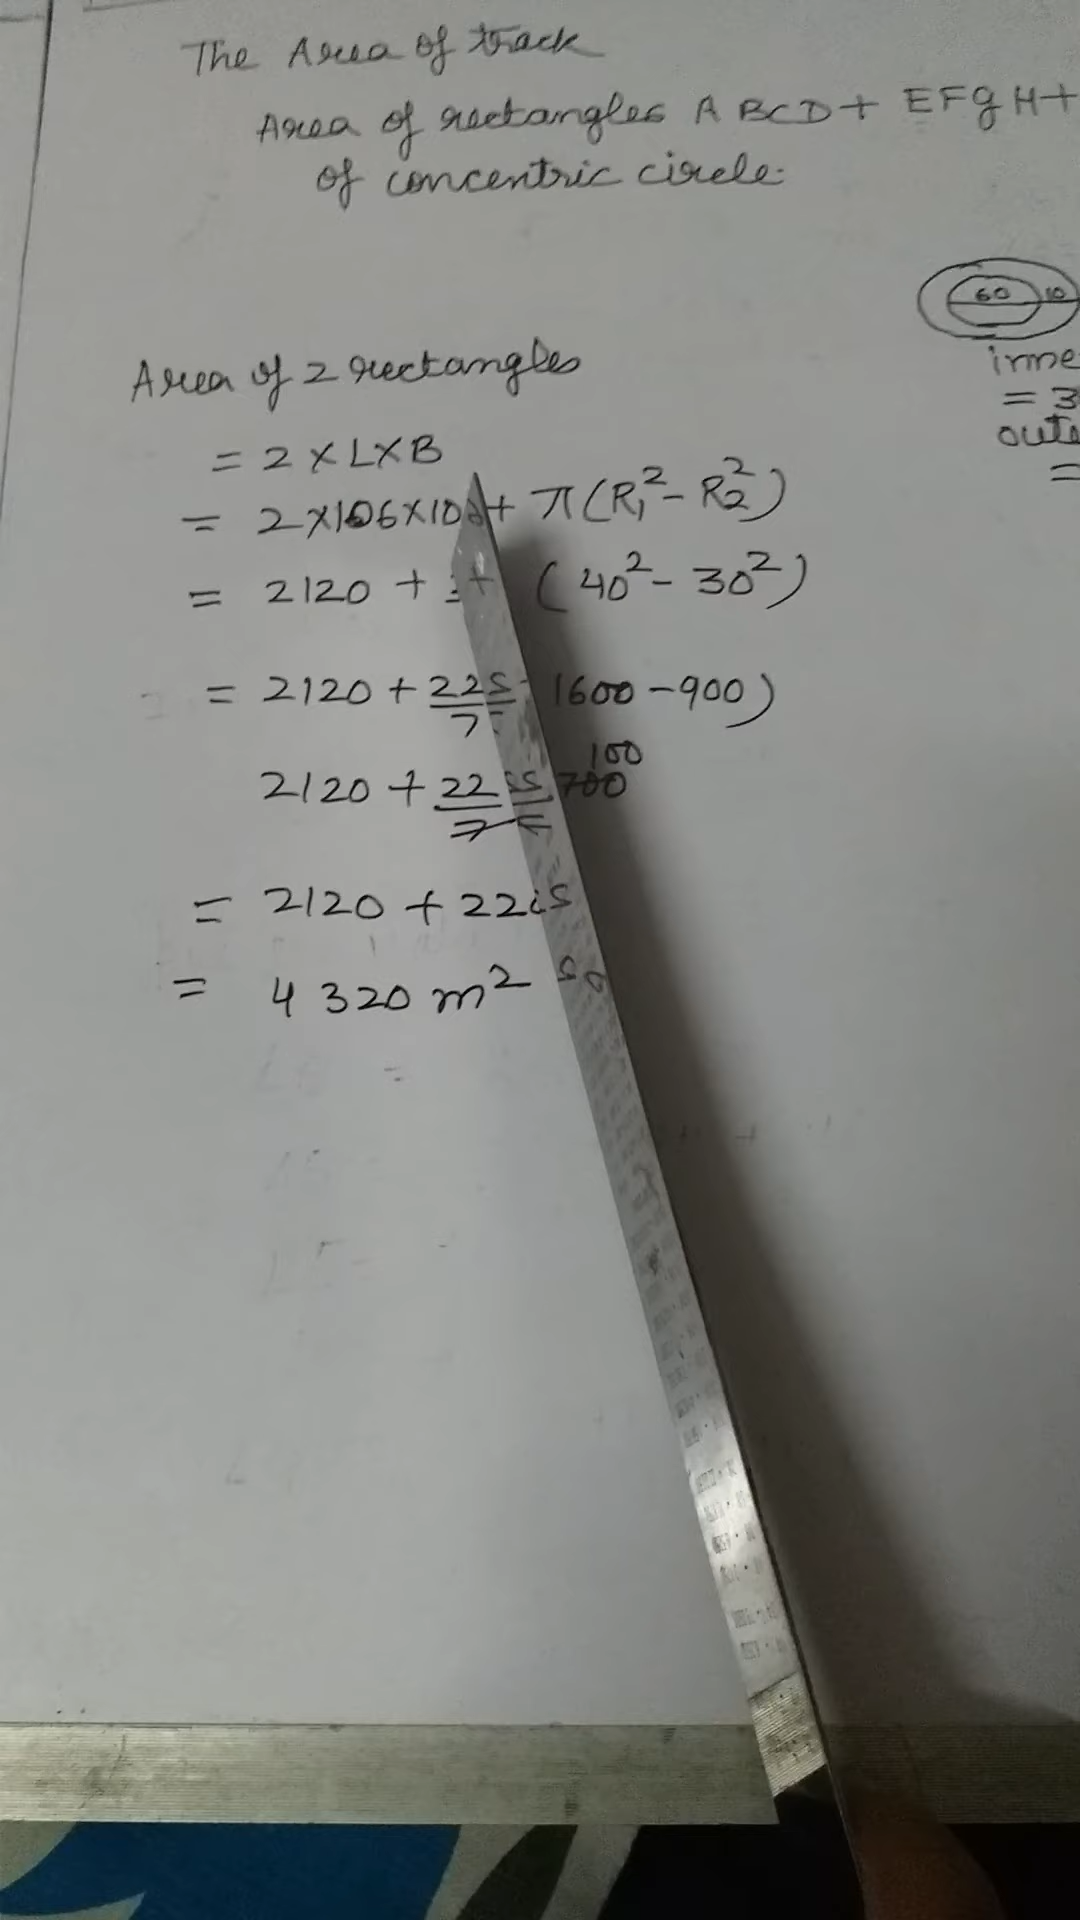 The Area of track
Area of rectangles ABCD + EFgH +
of concentric circle.
60 10
Area of 2 rectangles
= 2 × L × B
= 2 × 106 × 10 + π (R₁² - R₂²)
= 2120 + (40² - 30²)
= 2120 + 22/7 1600 - 900)
100
2120 + 22/7 700
= 2120 + 22
= 4320 m²
= 3
=